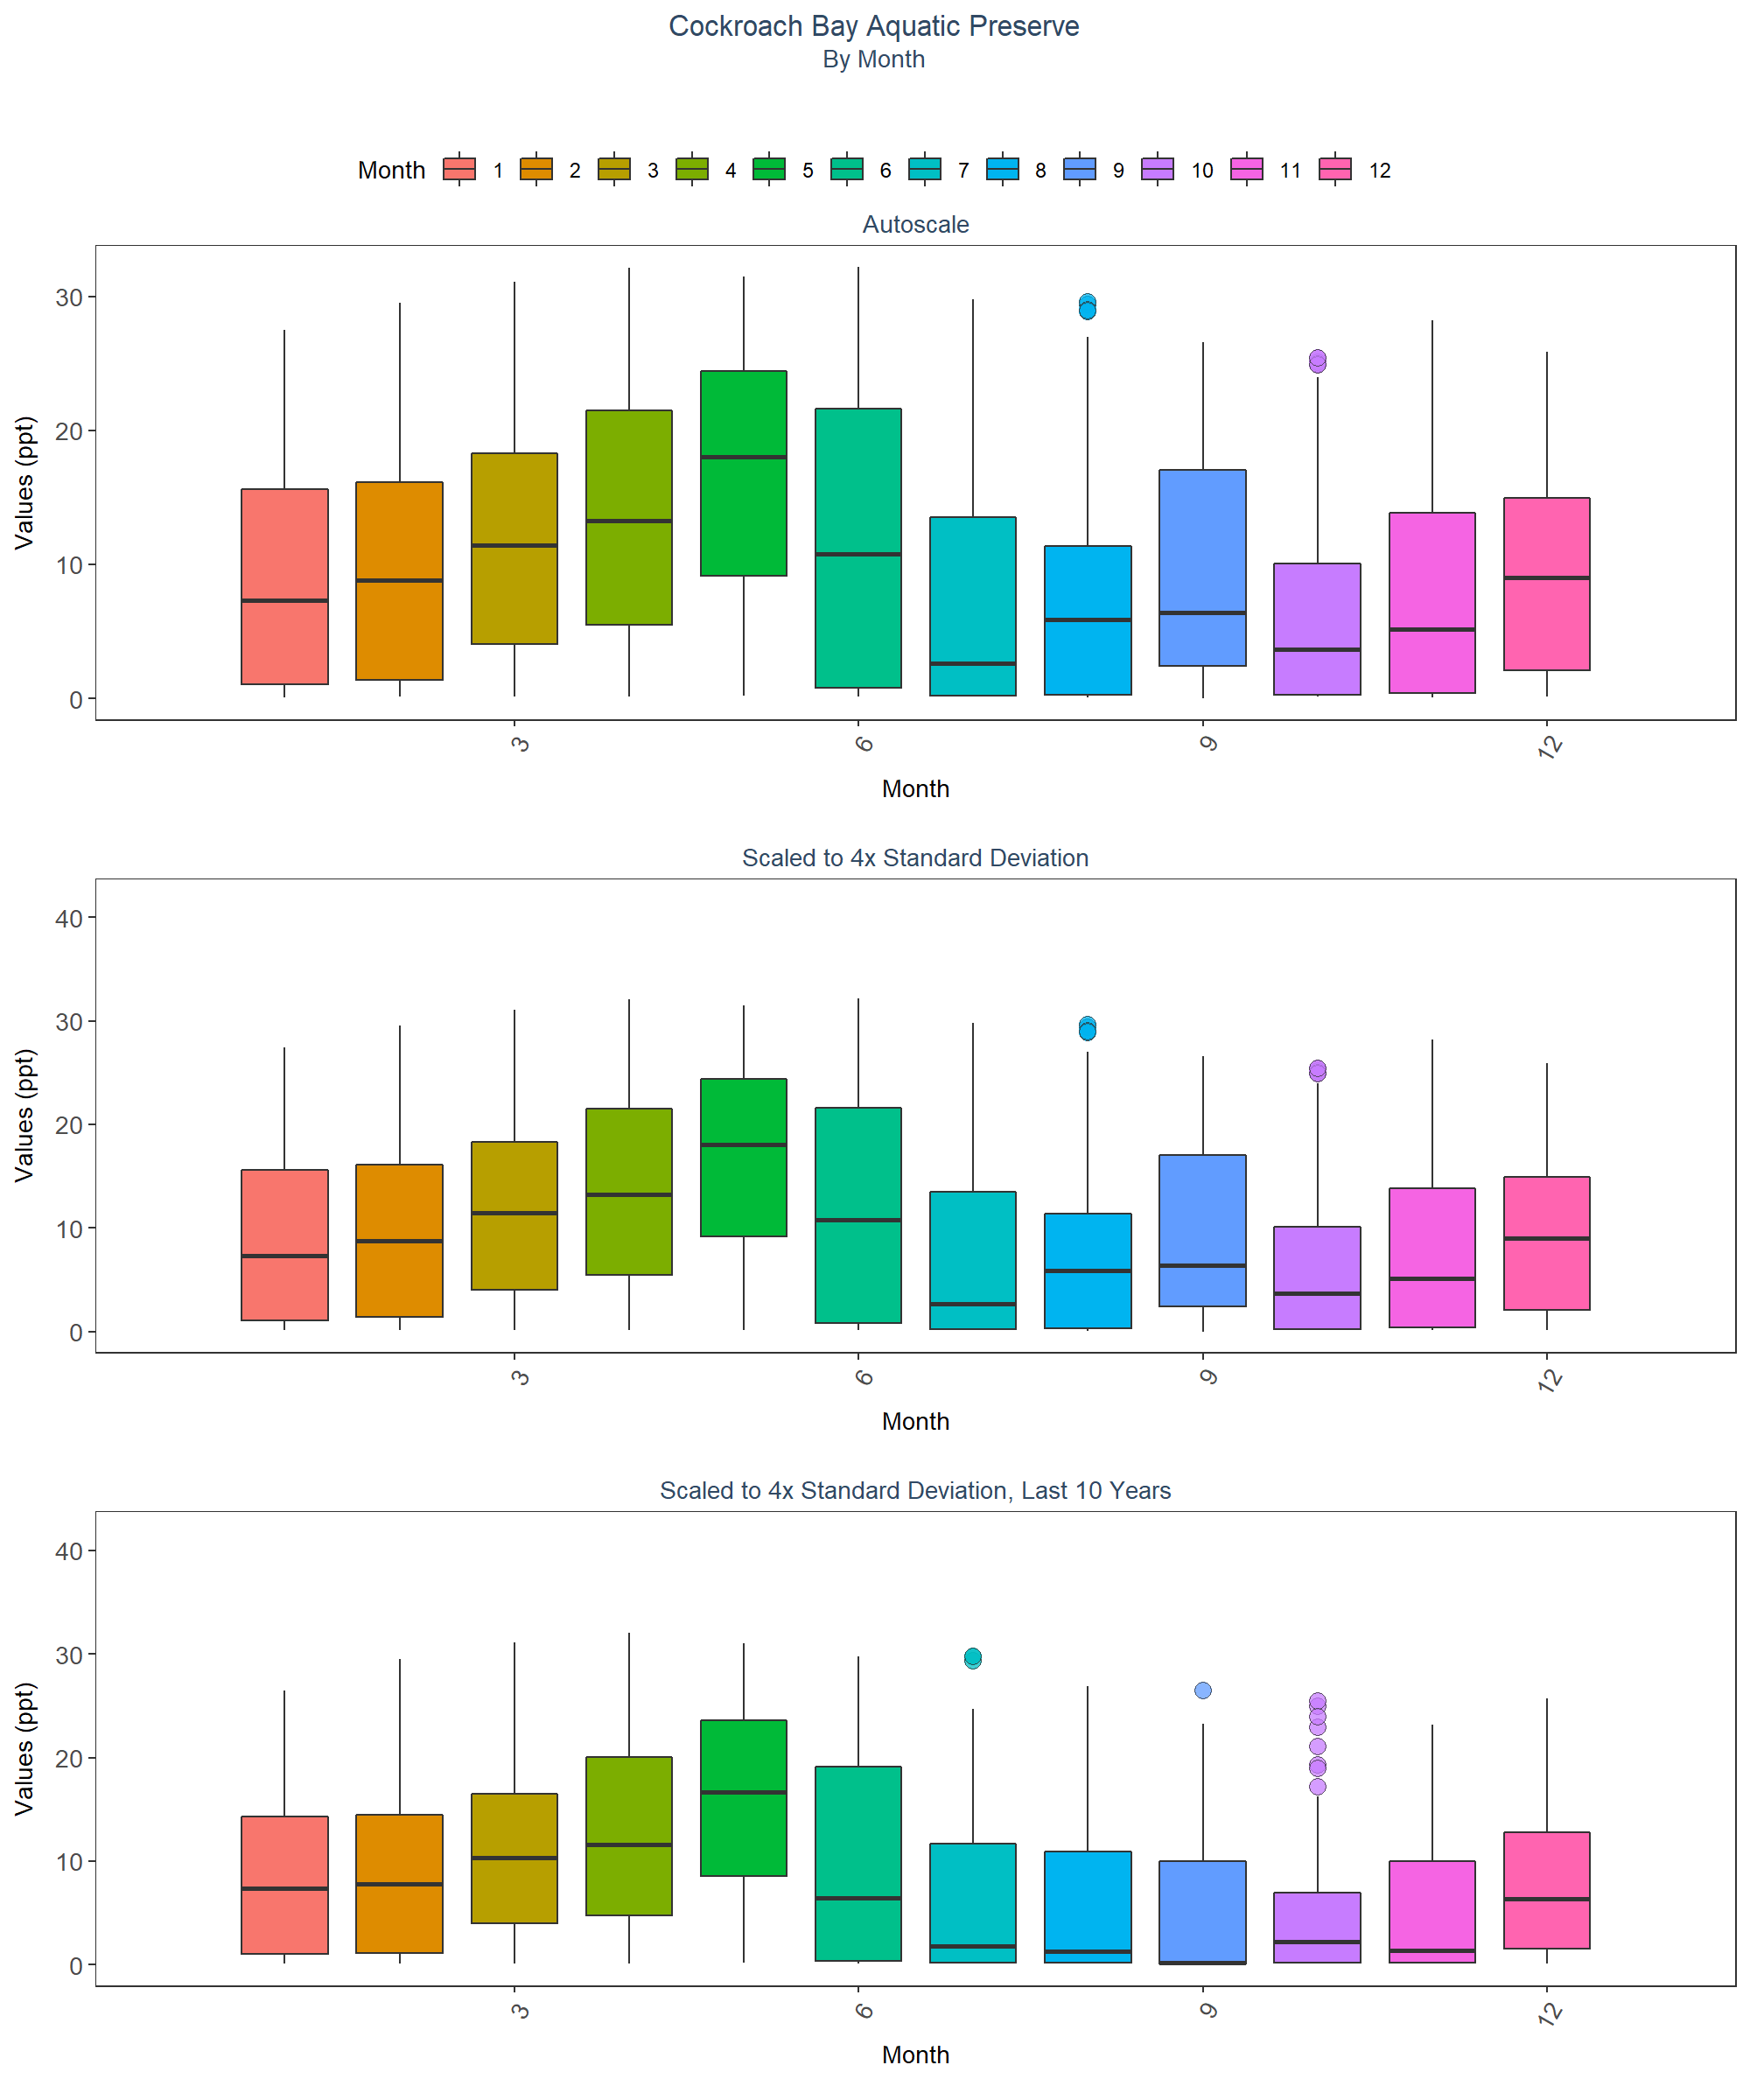 Cockroach Bay Aquatic Preserve
By Month
Month 1 2 3 4 5 6 7 8 9 10 11 12
Autoscale
Values (ppt)
30
20
10
0
3 6 9 12
Month
Scaled to 4x Standard Deviation
Values (ppt)
40
30
20
10
0
3 6 9 12
Month
Scaled to 4x Standard Deviation, Last 10 Years
Values (ppt)
40
30
20
10
0
3 6 9 12
Month